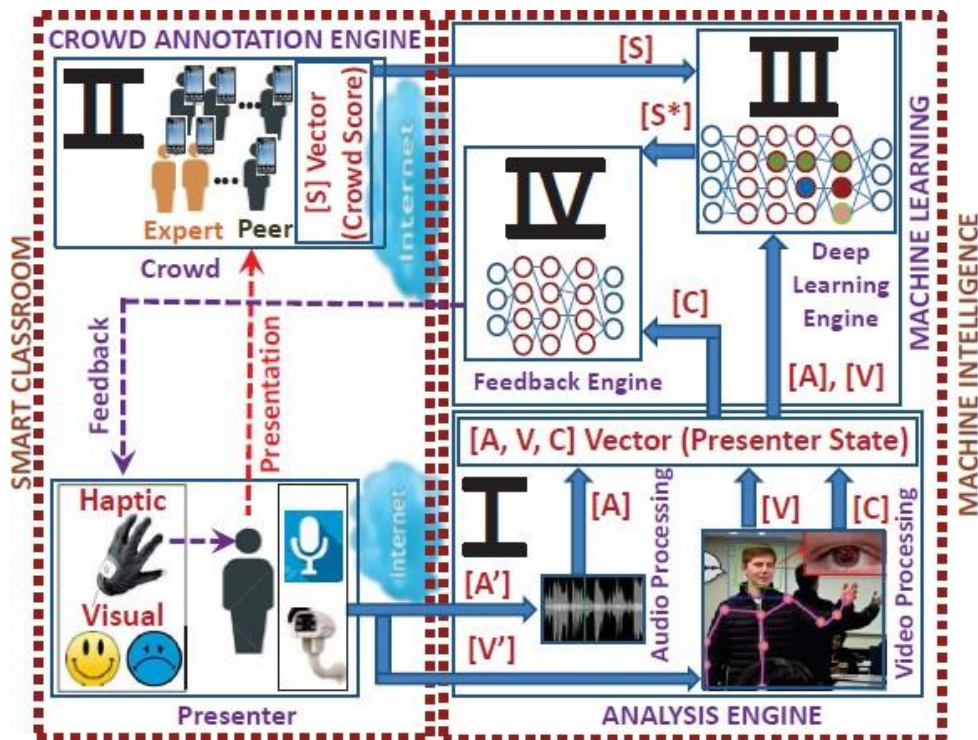 CROWD ANNOTATION ENGINE
II
[S] Vector
(Crowd Score)
Expert Peer
Crowd
Internet
[S]
III
[S*]
IV
Deep
Learning
Engine
[C]
Feedback Engine
[A], [V]
MACHINE LEARNING
MACHINE INTELLIGENCE
SMART CLASSROOM
Feedback
Presentation
[A, V, C] Vector (Presenter State)
Haptic
Visual
Internet
I
[A]
Audio Processing
[V]
[C]
Video Processing
[A’]
[V’]
Presenter
ANALYSIS ENGINE